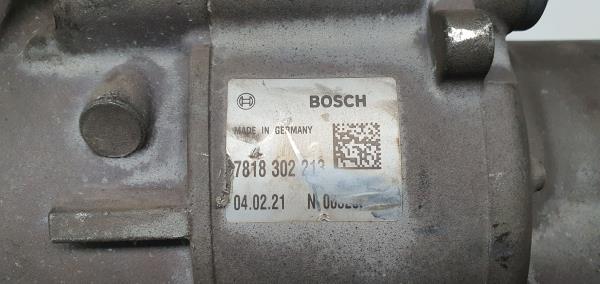 BOSCH
MADE IN GERMANY
7818 302 213
04.02.21 N